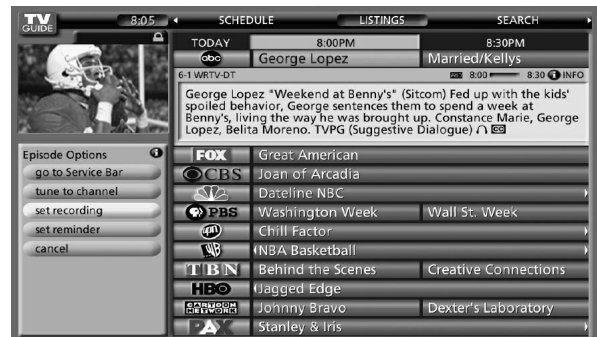 TV GUIDE 8:05 SCHEDULE LISTINGS SEARCH
TODAY 8:00PM 8:30PM
abc George Lopez Married/Kellys
6-1 WRTV-DT 8:00 8:30 INFO
George Lopez "Weekend at Benny's" (Sitcom) Fed up with the kids'
spoiled behavior, George sentences them to spend a week at
Benny's, living the way he was brought up. Constance Marie, George
Lopez, Belita Moreno. TVPG (Suggestive Dialogue) CC
Episode Options
go to Service Bar
tune to channel
set recording
set reminder
cancel
FOX Great American
CBS Joan of Arcadia
Dateline NBC
PBS Washington Week Wall St. Week
upn Chill Factor
WB NBA Basketball
TBN Behind the Scenes Creative Connections
HBO Jagged Edge
CARTOON NETWORK Johnny Bravo Dexter's Laboratory
PAX Stanley & Iris